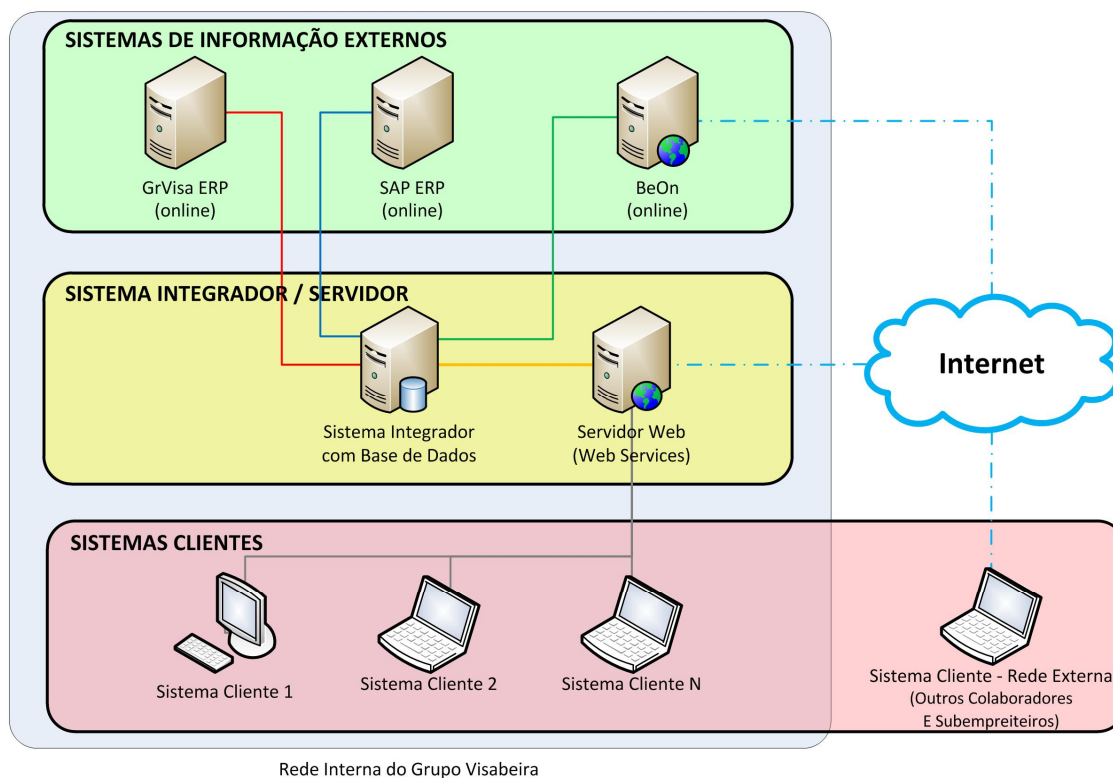 SISTEMAS DE INFORMAÇÃO EXTERNOS
GrVisa ERP
(online)
SAP ERP
(online)
BeOn
(online)
SISTEMA INTEGRADOR / SERVIDOR
Sistema Integrador
com Base de Dados
Servidor Web
(Web Services)
Internet
SISTEMAS CLIENTES
Sistema Cliente 1
Sistema Cliente 2
Sistema Cliente N
Sistema Cliente - Rede Externa
(Outros Colaboradores
E Subempreiteiros)
Rede Interna do Grupo Visabeira